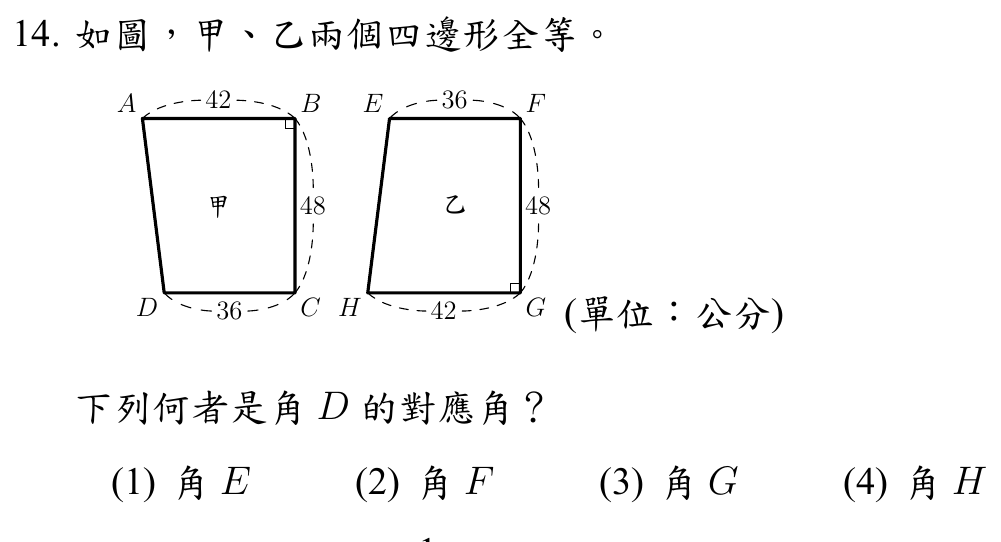 14. 如圖，甲、乙兩個四邊形全等。
A 42 B E 36 F
甲 48 乙 48
D 36 C H 42 G (單位：公分)
下列何者是角 D 的對應角？
(1) 角 E (2) 角 F (3) 角 G (4) 角 H